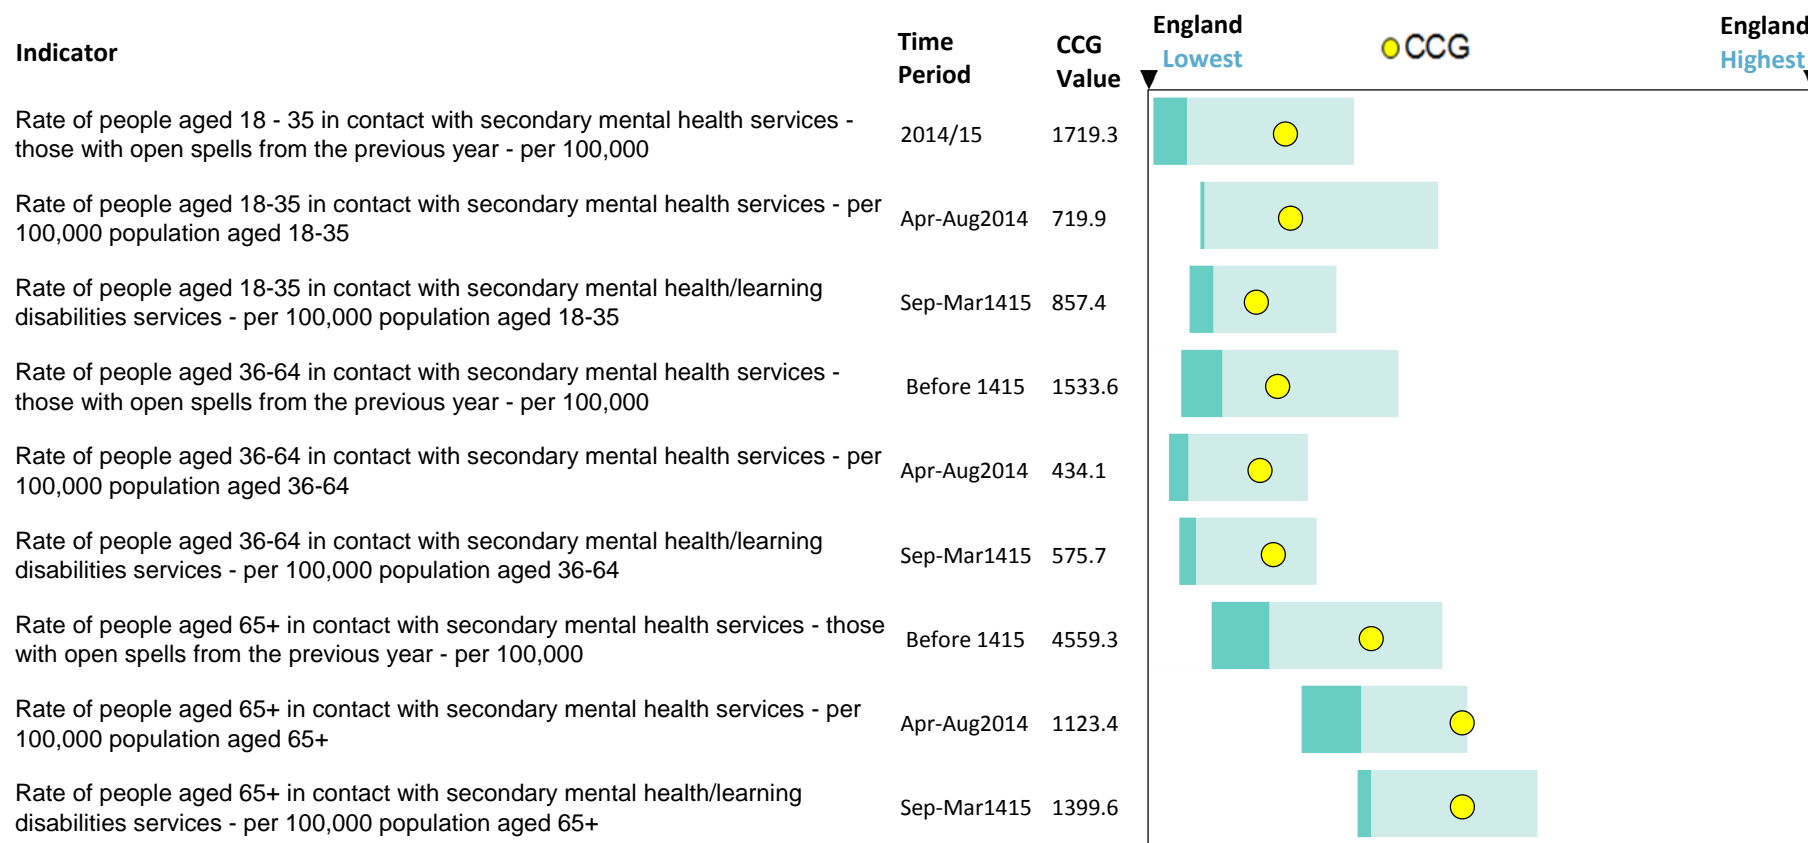 Indicator
Time
Period
CCG
Value
England
Lowest
CCG
England
Highest
Rate of people aged 18 - 35 in contact with secondary mental health services -
those with open spells from the previous year - per 100,000
2014/15
1719.3
Rate of people aged 18-35 in contact with secondary mental health services - per
100,000 population aged 18-35
Apr-Aug2014
719.9
Rate of people aged 18-35 in contact with secondary mental health/learning
disabilities services - per 100,000 population aged 18-35
Sep-Mar1415
857.4
Rate of people aged 36-64 in contact with secondary mental health services -
those with open spells from the previous year - per 100,000
Before 1415
1533.6
Rate of people aged 36-64 in contact with secondary mental health services - per
100,000 population aged 36-64
Apr-Aug2014
434.1
Rate of people aged 36-64 in contact with secondary mental health/learning
disabilities services - per 100,000 population aged 36-64
Sep-Mar1415
575.7
Rate of people aged 65+ in contact with secondary mental health services - those
with open spells from the previous year - per 100,000
Before 1415
4559.3
Rate of people aged 65+ in contact with secondary mental health services - per
100,000 population aged 65+
Apr-Aug2014
1123.4
Rate of people aged 65+ in contact with secondary mental health/learning
disabilities services - per 100,000 population aged 65+
Sep-Mar1415
1399.6